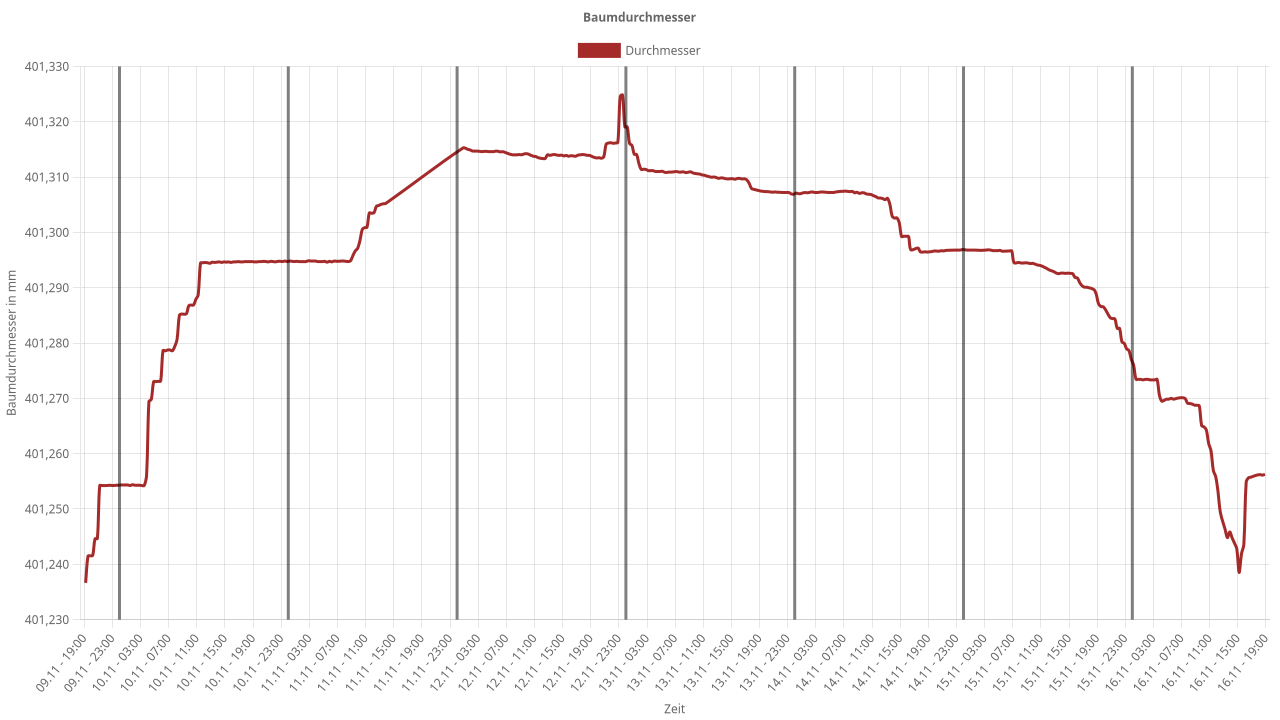 Baumdurchmesser
Durchmesser
Baumdurchmesser in mm
401,330
401,320
401,310
401,300
401,290
401,280
401,270
401,260
401,250
401,240
401,230
09.11 - 19:00
09.11 - 23:00
10.11 - 03:00
10.11 - 07:00
10.11 - 11:00
10.11 - 15:00
10.11 - 19:00
10.11 - 23:00
11.11 - 03:00
11.11 - 07:00
11.11 - 11:00
11.11 - 15:00
11.11 - 19:00
11.11 - 23:00
12.11 - 03:00
12.11 - 07:00
12.11 - 11:00
12.11 - 15:00
12.11 - 19:00
12.11 - 23:00
13.11 - 03:00
13.11 - 07:00
13.11 - 11:00
13.11 - 15:00
13.11 - 19:00
13.11 - 23:00
14.11 - 03:00
14.11 - 07:00
14.11 - 11:00
14.11 - 15:00
14.11 - 19:00
14.11 - 23:00
15.11 - 03:00
15.11 - 07:00
15.11 - 11:00
15.11 - 15:00
15.11 - 19:00
15.11 - 23:00
16.11 - 03:00
16.11 - 07:00
16.11 - 11:00
16.11 - 15:00
16.11 - 19:00
Zeit